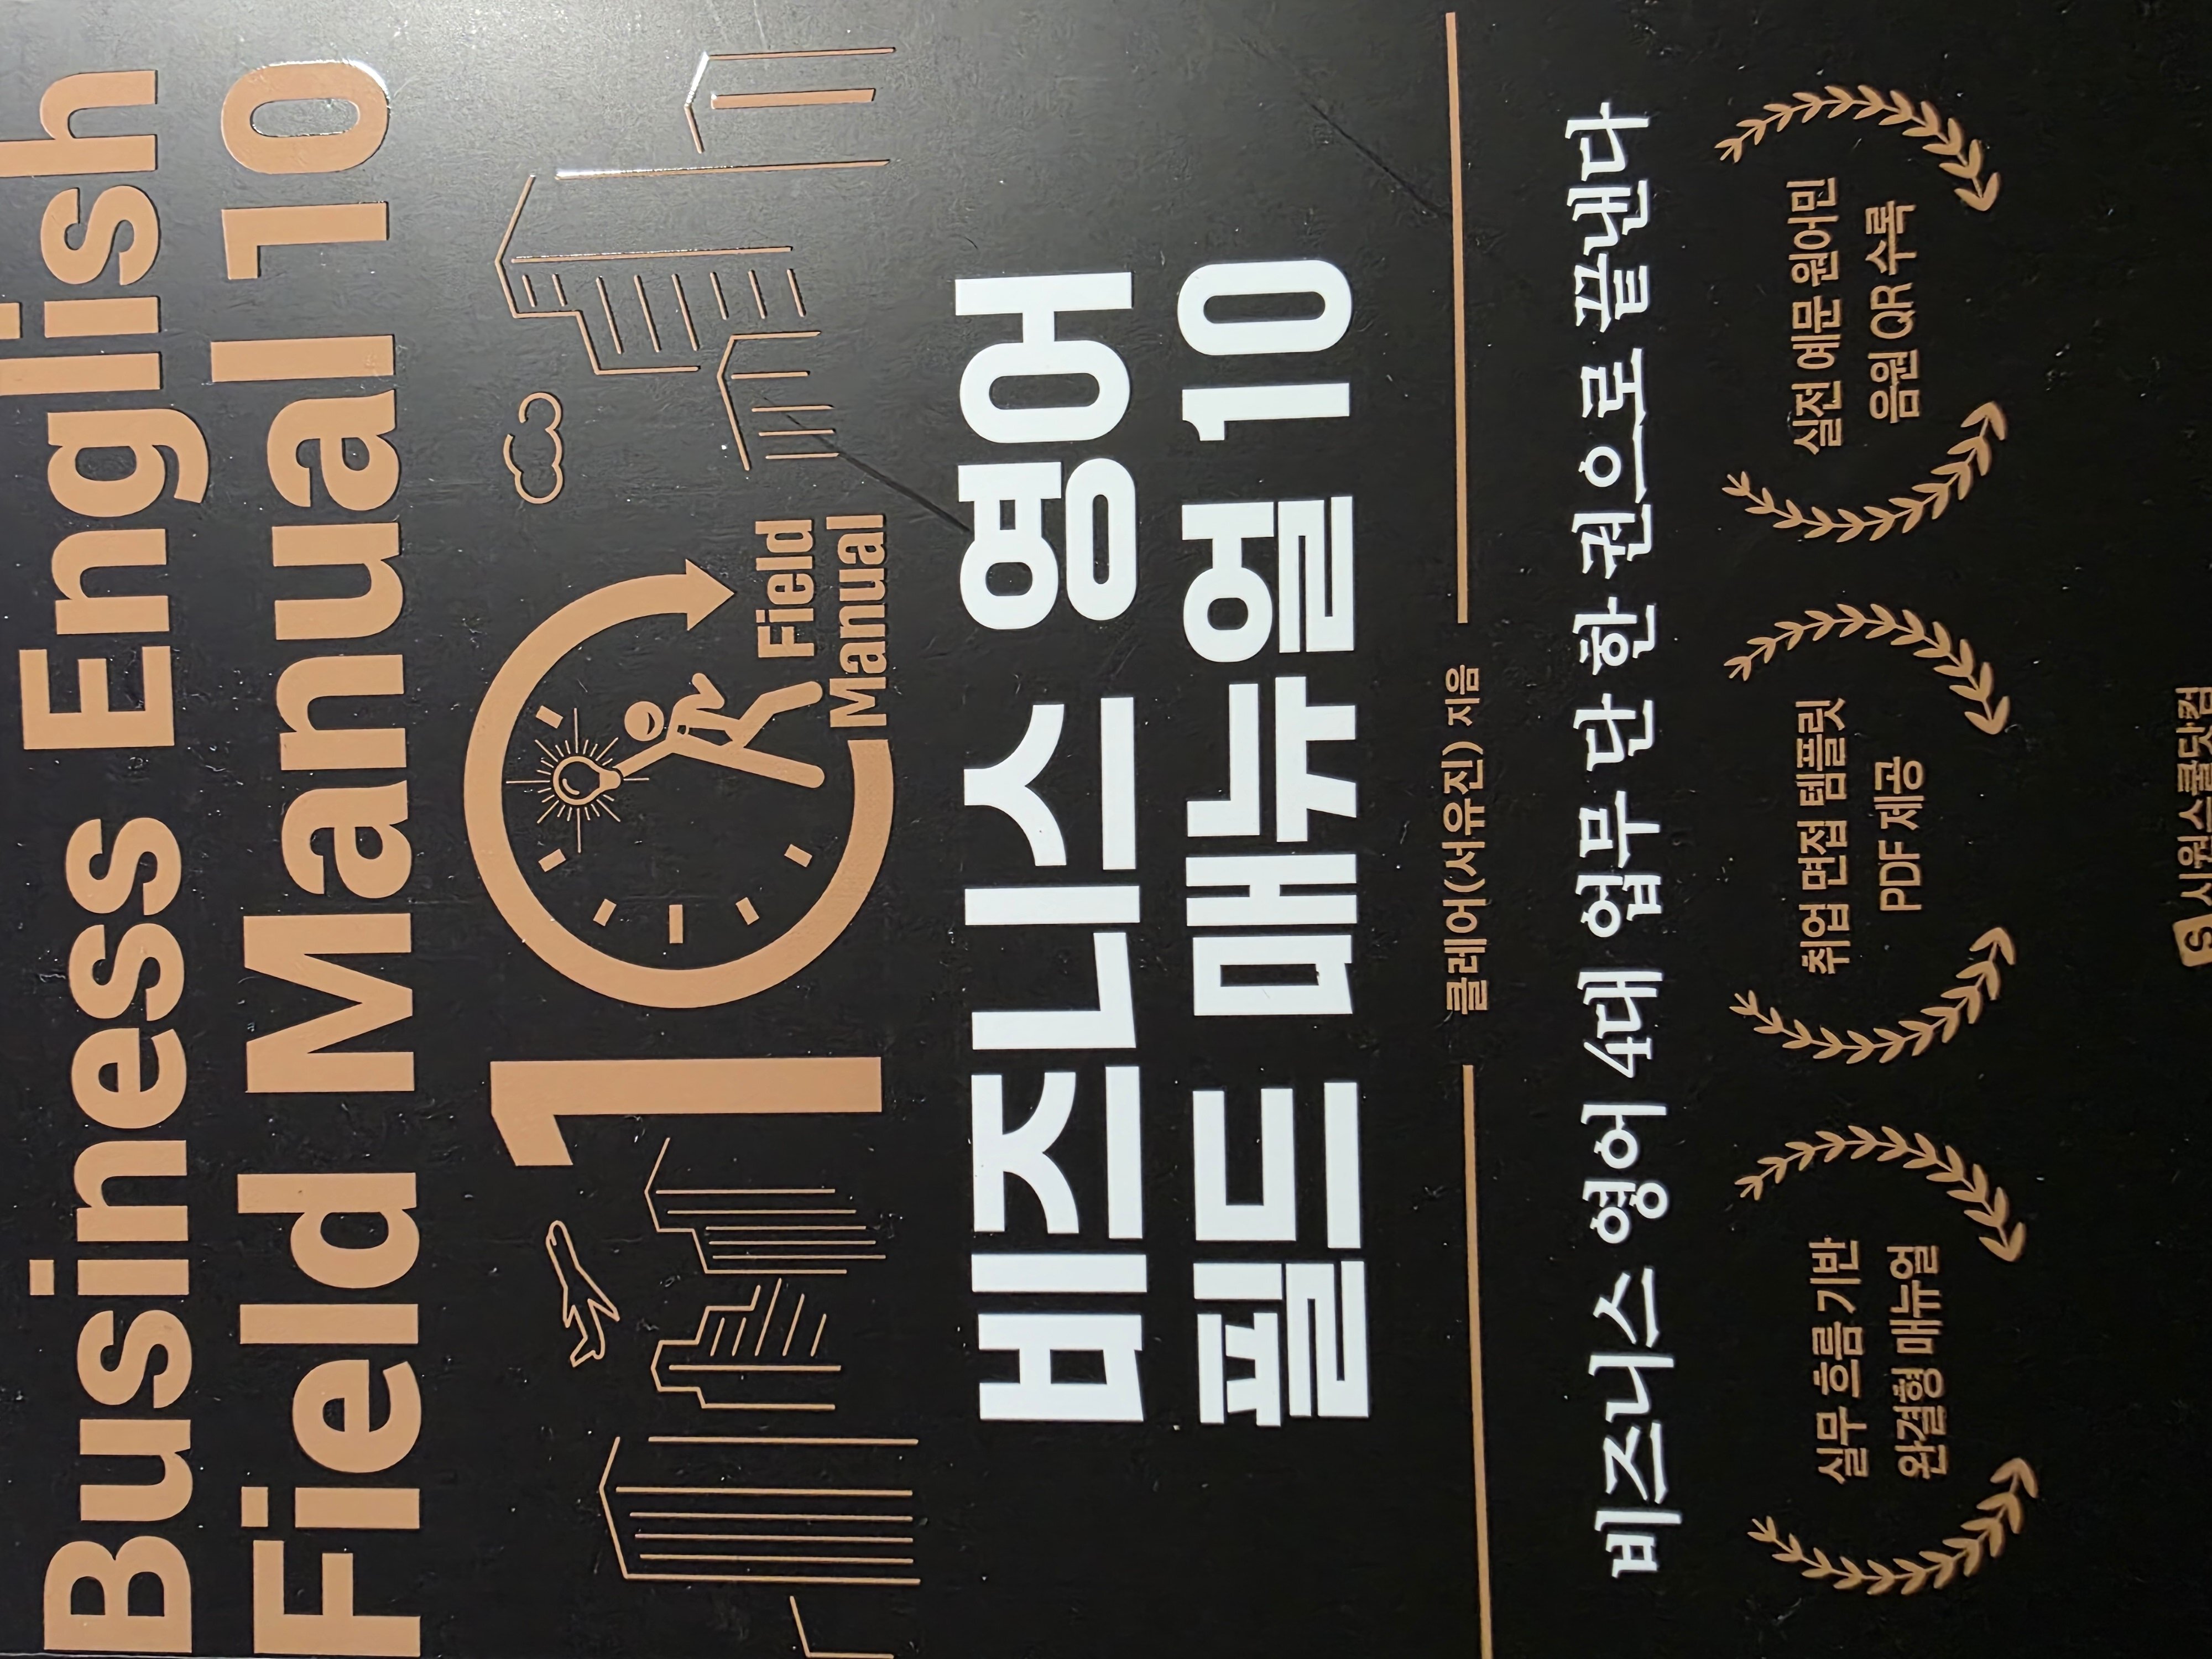 Business English
Field Manual 10
10
Field
Manual
비즈니스 영어
필드 매뉴얼 10
클레어(서유진) 지음
비즈니스 영어 4대 업무 단 한 권으로 끝낸다
실무 흐름 기반
완결형 매뉴얼
취업 면접 템플릿
PDF 제공
실전 예문 원어민
음원 QR 수록
S 시원스쿨닷컴